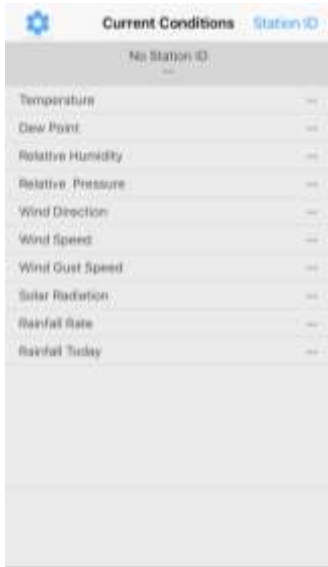 Current Conditions Station ID
No Station ID
--
Temperature --
Dew Point --
Relative Humidity --
Relative Pressure --
Wind Direction --
Wind Speed --
Wind Gust Speed --
Solar Radiation --
Rainfall Rate --
Rainfall Today --